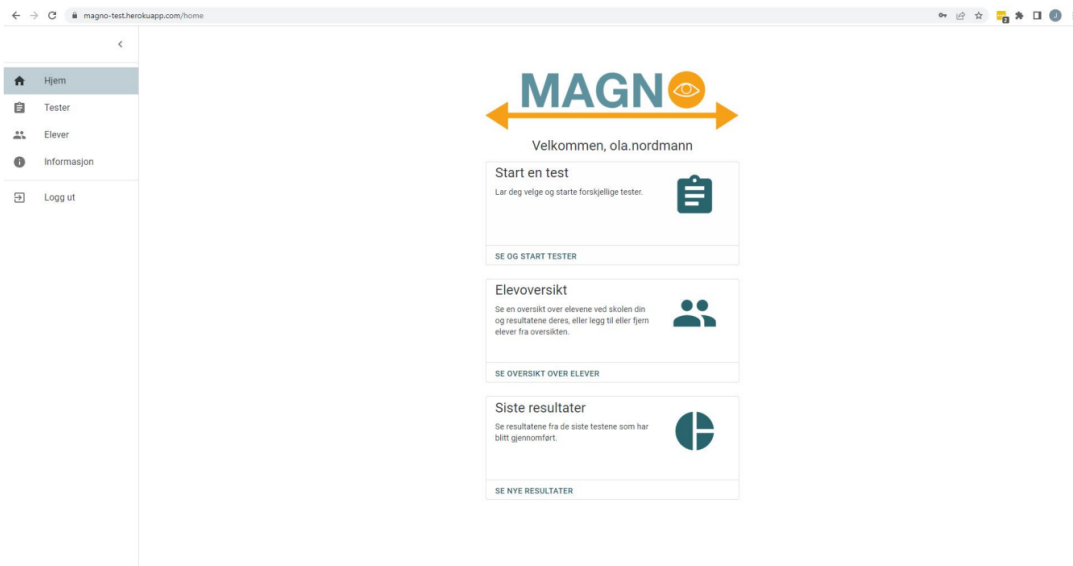 magno-test.herokuapp.com/home
2
J
Hjem
Tester
Elever
Informasjon
Logg ut
MAGNO
Velkommen, ola.nordmann
Start en test
Lar deg velge og starte forskjellige tester.
SE OG START TESTER
Elevoversikt
Se en oversikt over elevene ved skolen din
og resultatene deres, eller legg til eller fjern
elever fra oversikten.
SE OVERSIKT OVER ELEVER
Siste resultater
Se resultatene fra de siste testene som har
blitt gjennomført.
SE NYE RESULTATER